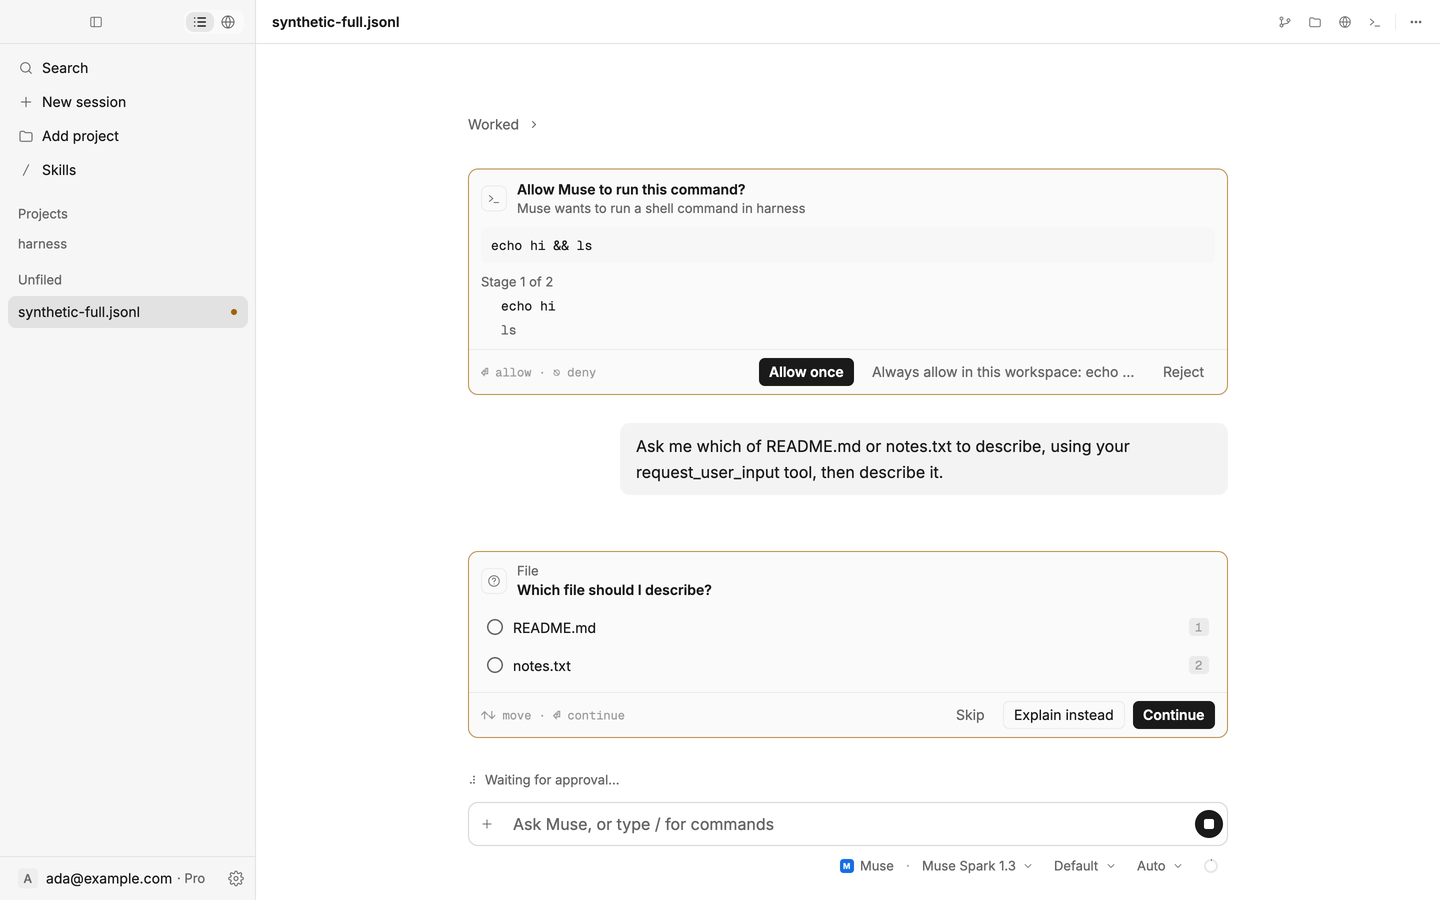 synthetic-full.jsonl
Search
New session
Add project
Skills
Projects
harness
Unfiled
synthetic-full.jsonl
A ada@example.com · Pro
Worked
Allow Muse to run this command?
Muse wants to run a shell command in harness
echo hi && ls
Stage 1 of 2
echo hi
ls
allow · deny
Allow once
Always allow in this workspace: echo ...
Reject
Ask me which of README.md or notes.txt to describe, using your
request_user_input tool, then describe it.
File
Which file should I describe?
README.md 1
notes.txt 2
move · continue
Skip
Explain instead
Continue
Waiting for approval...
Ask Muse, or type / for commands
M Muse · Muse Spark 1.3 Default Auto